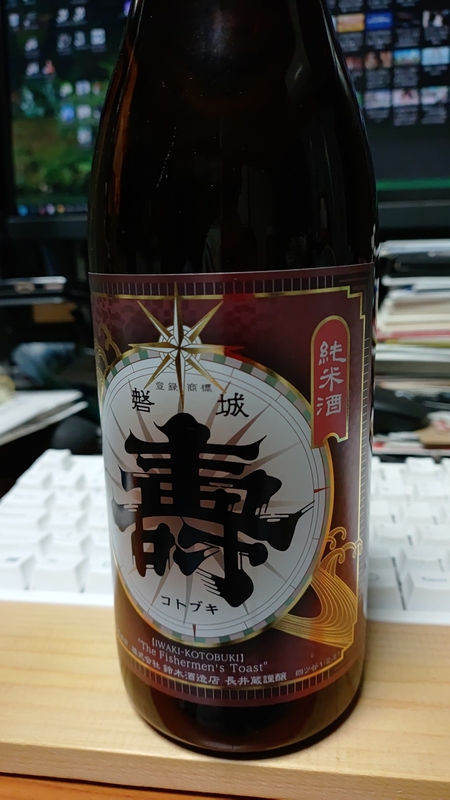 登録商標
磐城
壽
コトブキ
純米酒
[IWAKI-KOTOBUKI]
"The Fishermen's Toast"
株式会社 鈴木酒造店 長井蔵謹醸